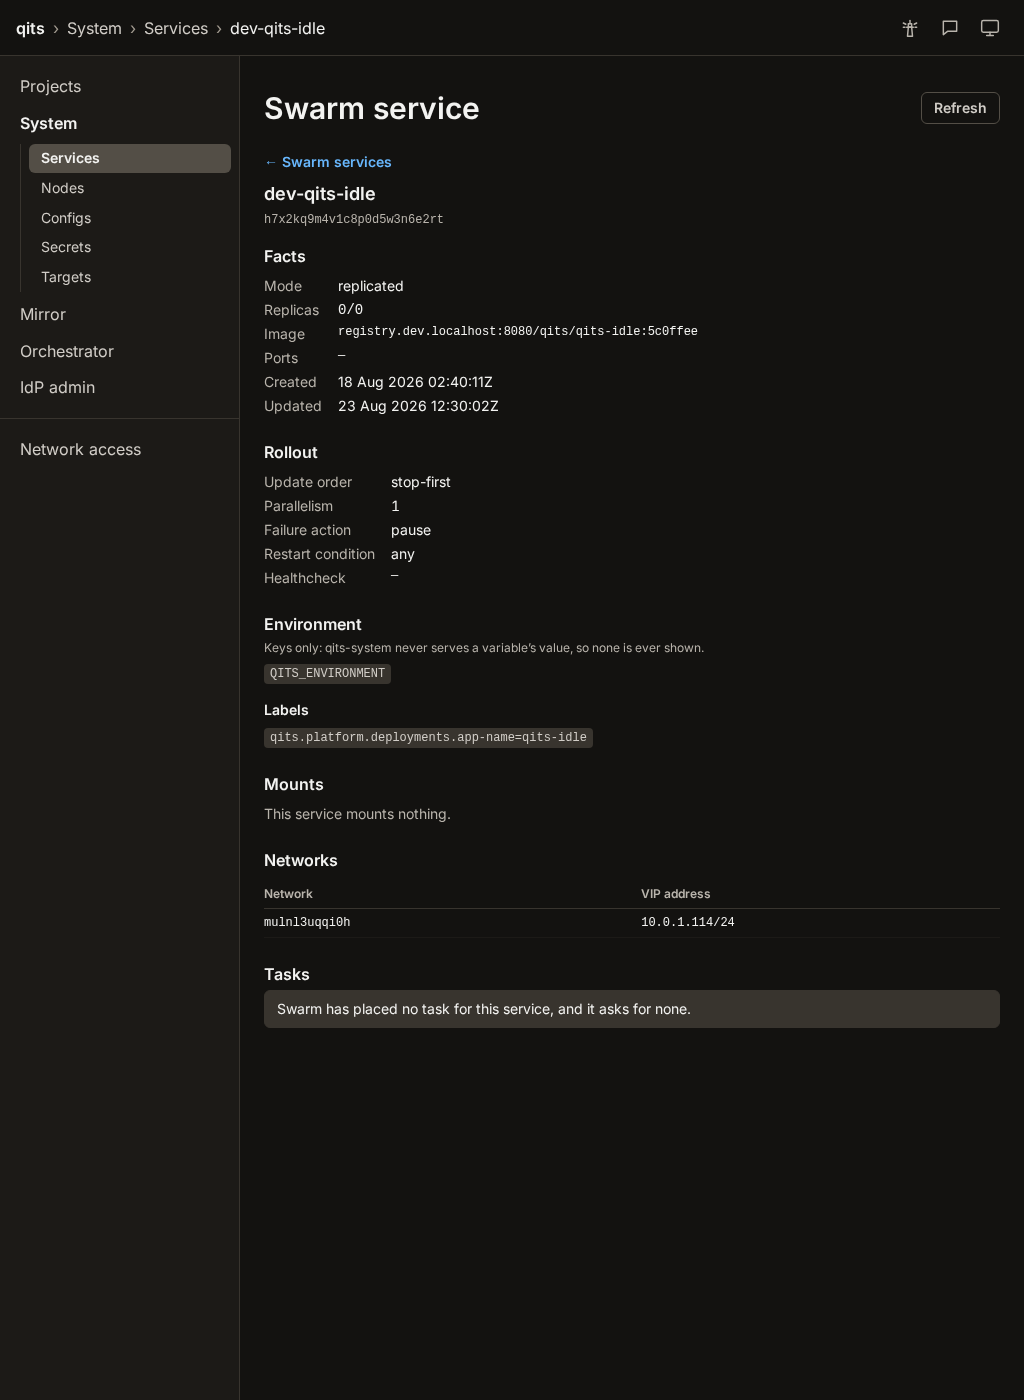 qits › System › Services › dev-qits-idle
Projects
System
Services
Nodes
Configs
Secrets
Targets
Mirror
Orchestrator
IdP admin
Network access
Swarm service
Refresh
← Swarm services
dev-qits-idle
h7x2kq9m4v1c8p0d5w3n6e2rt
Facts
Mode replicated
Replicas 0/0
Image registry.dev.localhost:8080/qits/qits-idle:5c0ffee
Ports —
Created 18 Aug 2026 02:40:11Z
Updated 23 Aug 2026 12:30:02Z
Rollout
Update order stop-first
Parallelism 1
Failure action pause
Restart condition any
Healthcheck —
Environment
Keys only: qits-system never serves a variable’s value, so none is ever shown.
QITS_ENVIRONMENT
Labels
qits.platform.deployments.app-name=qits-idle
Mounts
This service mounts nothing.
Networks
Network VIP address
mulnl3uqqi0h 10.0.1.114/24
Tasks
Swarm has placed no task for this service, and it asks for none.